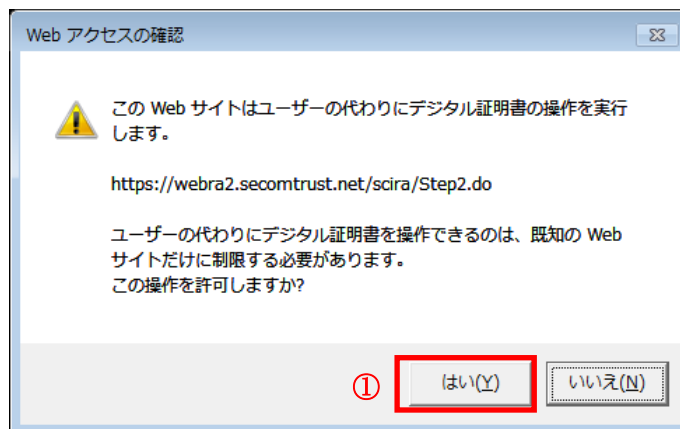 Web アクセスの確認
この Web サイトはユーザーの代わりにデジタル証明書の操作を実行
します。
https://webra2.secomtrust.net/scira/Step2.do
ユーザーの代わりにデジタル証明書を操作できるのは、既知の Web
サイトだけに制限する必要があります。
この操作を許可しますか?
① はい(Y) いいえ(N)